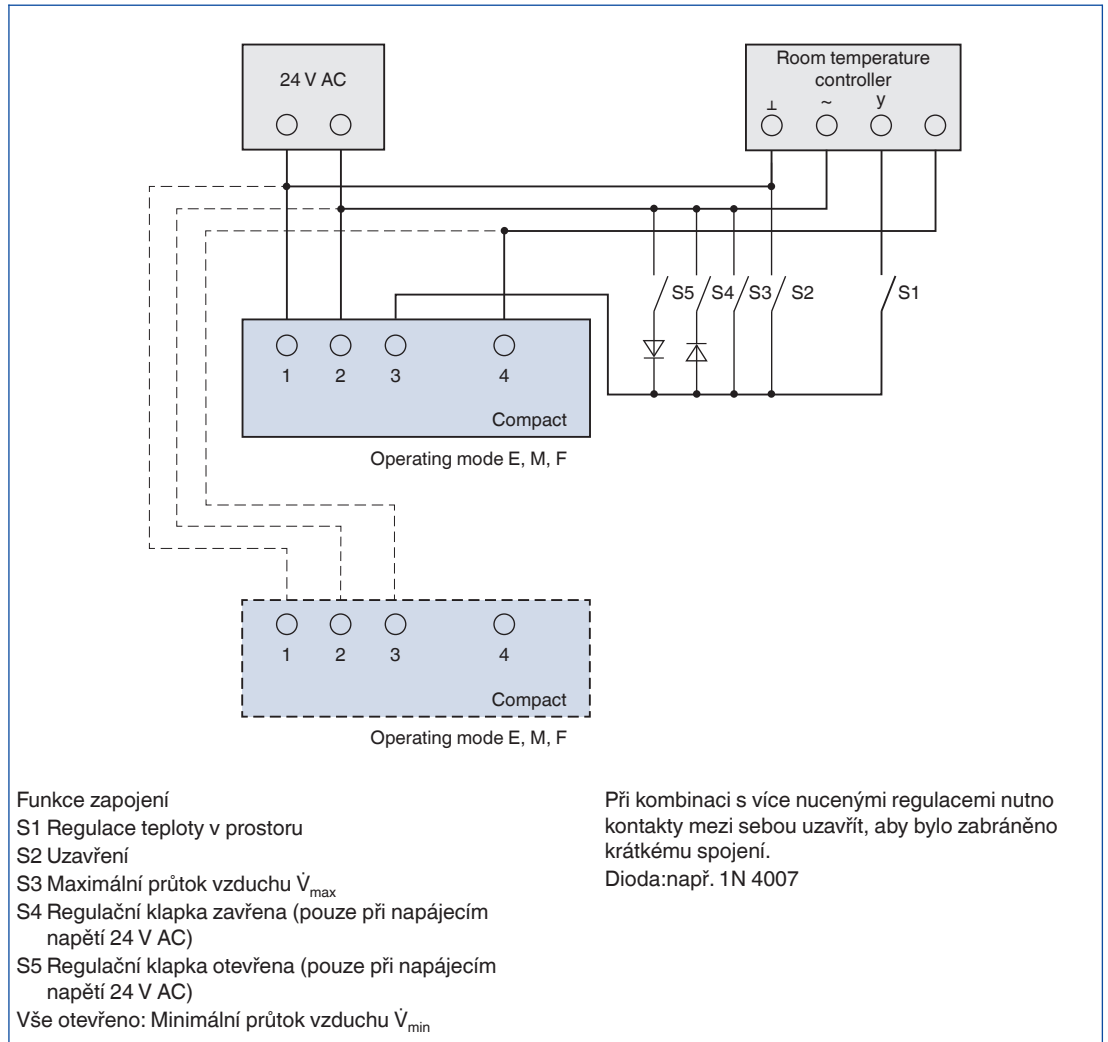 24 V AC
Room temperature
controller
⊥ ~ y
S5 S4 S3 S2 S1
1 2 3 4
Compact
Operating mode E, M, F
1 2 3 4
Compact
Operating mode E, M, F
Funkce zapojení
S1 Regulace teploty v prostoru
S2 Uzavření
S3 Maximální průtok vzduchu V̇max
S4 Regulační klapka zavřena (pouze při napájecím
napětí 24 V AC)
S5 Regulační klapka otevřena (pouze při napájecím
napětí 24 V AC)
Vše otevřeno: Minimální průtok vzduchu V̇min
Při kombinaci s více nucenými regulacemi nutno
kontakty mezi sebou uzavřít, aby bylo zabráněno
krátkému spojení.
Dioda:např. 1N 4007